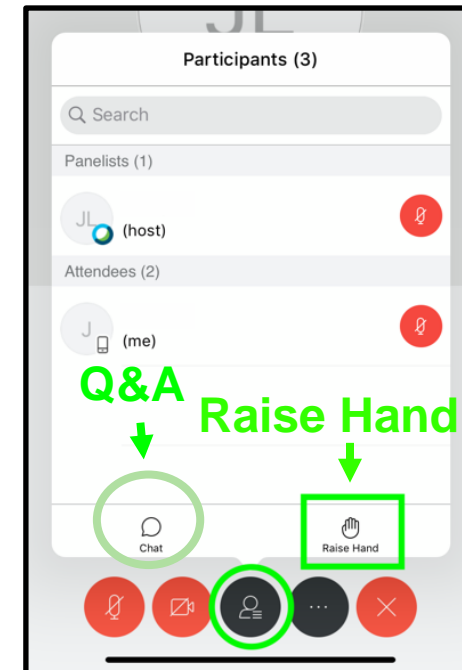 JL
Participants (3)
Search
Panelists (1)
JL
(host)
Attendees (2)
J
(me)
Q&A
Raise Hand
Chat
Raise Hand